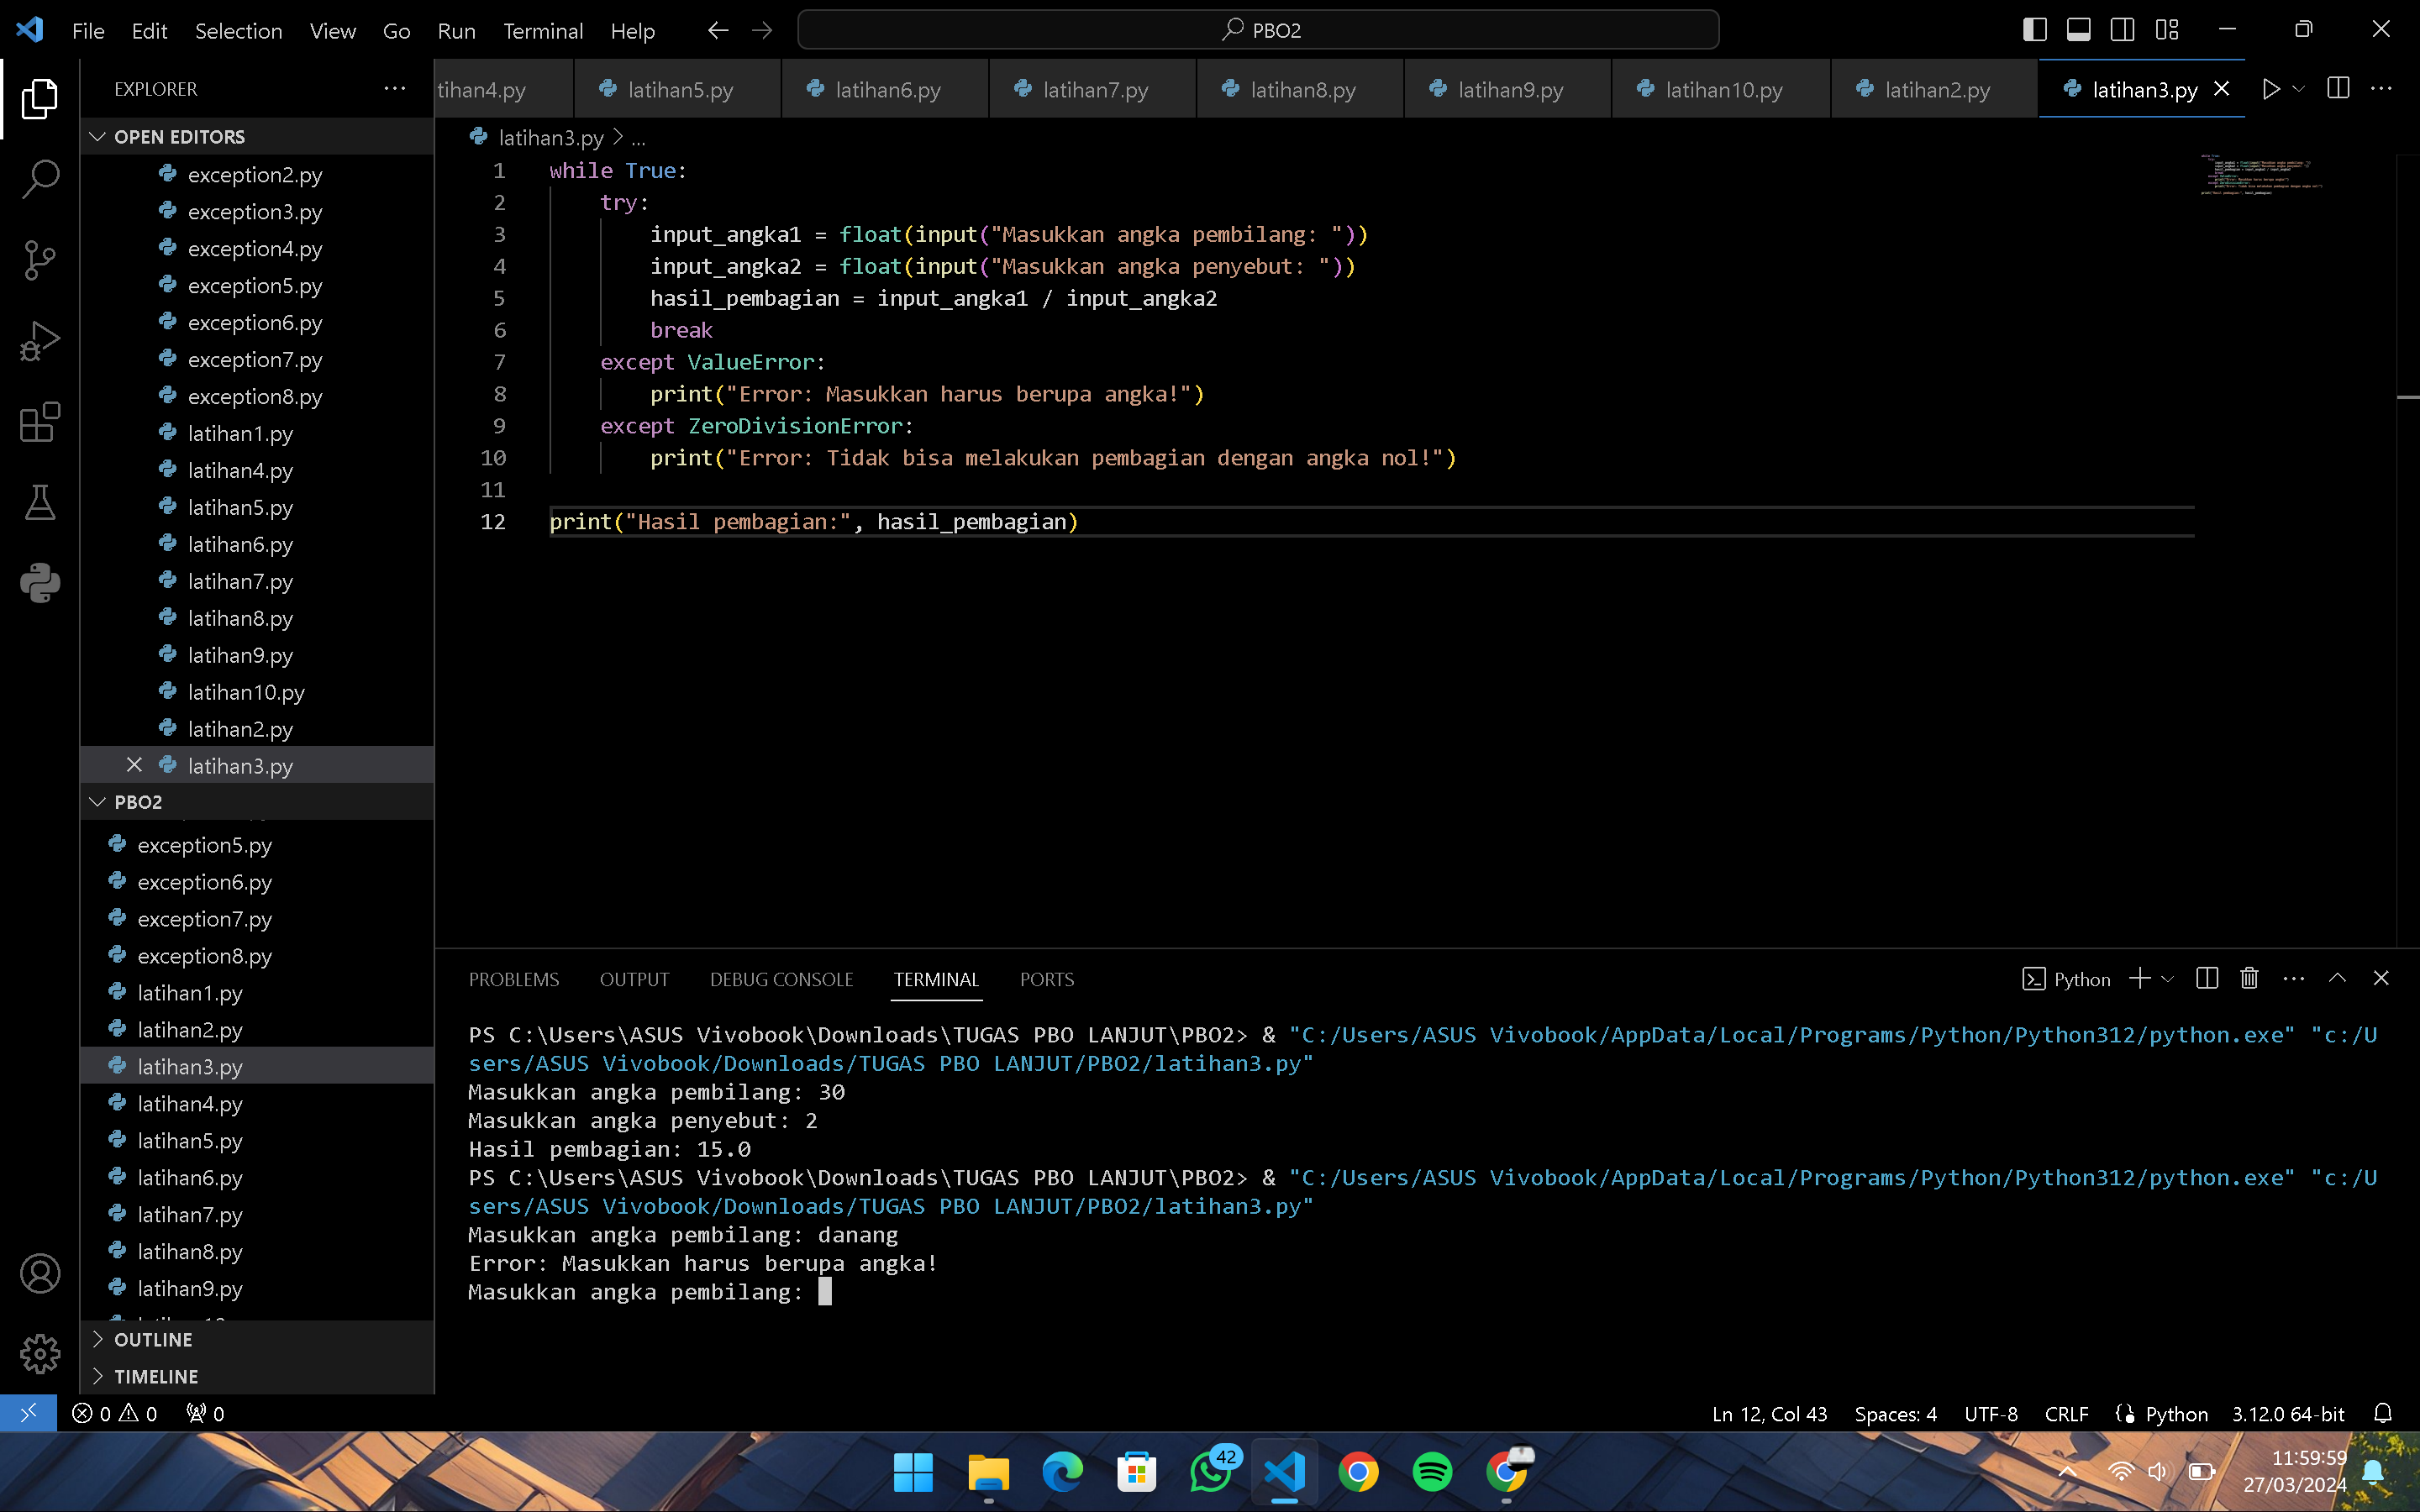 File Edit Selection View Go Run Terminal Help
PBO2
EXPLORER
OPEN EDITORS
exception2.py
exception3.py
exception4.py
exception5.py
exception6.py
exception7.py
exception8.py
latihan1.py
latihan4.py
latihan5.py
latihan6.py
latihan7.py
latihan8.py
latihan9.py
latihan10.py
latihan2.py
latihan3.py
PBO2
exception5.py
exception6.py
exception7.py
exception8.py
latihan1.py
latihan2.py
latihan3.py
latihan4.py
latihan5.py
latihan6.py
latihan7.py
latihan8.py
latihan9.py
OUTLINE
TIMELINE
tihan4.py latihan5.py latihan6.py latihan7.py latihan8.py latihan9.py latihan10.py latihan2.py latihan3.py
latihan3.py > ...
1 while True:
2 try:
3 input_angka1 = float(input("Masukkan angka pembilang: "))
4 input_angka2 = float(input("Masukkan angka penyebut: "))
5 hasil_pembagian = input_angka1 / input_angka2
6 break
7 except ValueError:
8 print("Error: Masukkan harus berupa angka!")
9 except ZeroDivisionError:
10 print("Error: Tidak bisa melakukan pembagian dengan angka nol!")
11
12 print("Hasil pembagian:", hasil_pembagian)
PROBLEMS OUTPUT DEBUG CONSOLE TERMINAL PORTS
Python
PS C:\Users\ASUS Vivobook\Downloads\TUGAS PBO LANJUT\PBO2> & "C:/Users/ASUS Vivobook/AppData/Local/Programs/Python/Python312/python.exe" "c:/U
sers/ASUS Vivobook/Downloads/TUGAS PBO LANJUT/PBO2/latihan3.py"
Masukkan angka pembilang: 30
Masukkan angka penyebut: 2
Hasil pembagian: 15.0
PS C:\Users\ASUS Vivobook\Downloads\TUGAS PBO LANJUT\PBO2> & "C:/Users/ASUS Vivobook/AppData/Local/Programs/Python/Python312/python.exe" "c:/U
sers/ASUS Vivobook/Downloads/TUGAS PBO LANJUT/PBO2/latihan3.py"
Masukkan angka pembilang: danang
Error: Masukkan harus berupa angka!
Masukkan angka pembilang:
0 0 0
Ln 12, Col 43 Spaces: 4 UTF-8 CRLF Python 3.12.0 64-bit
42
11:59:59
27/03/2024